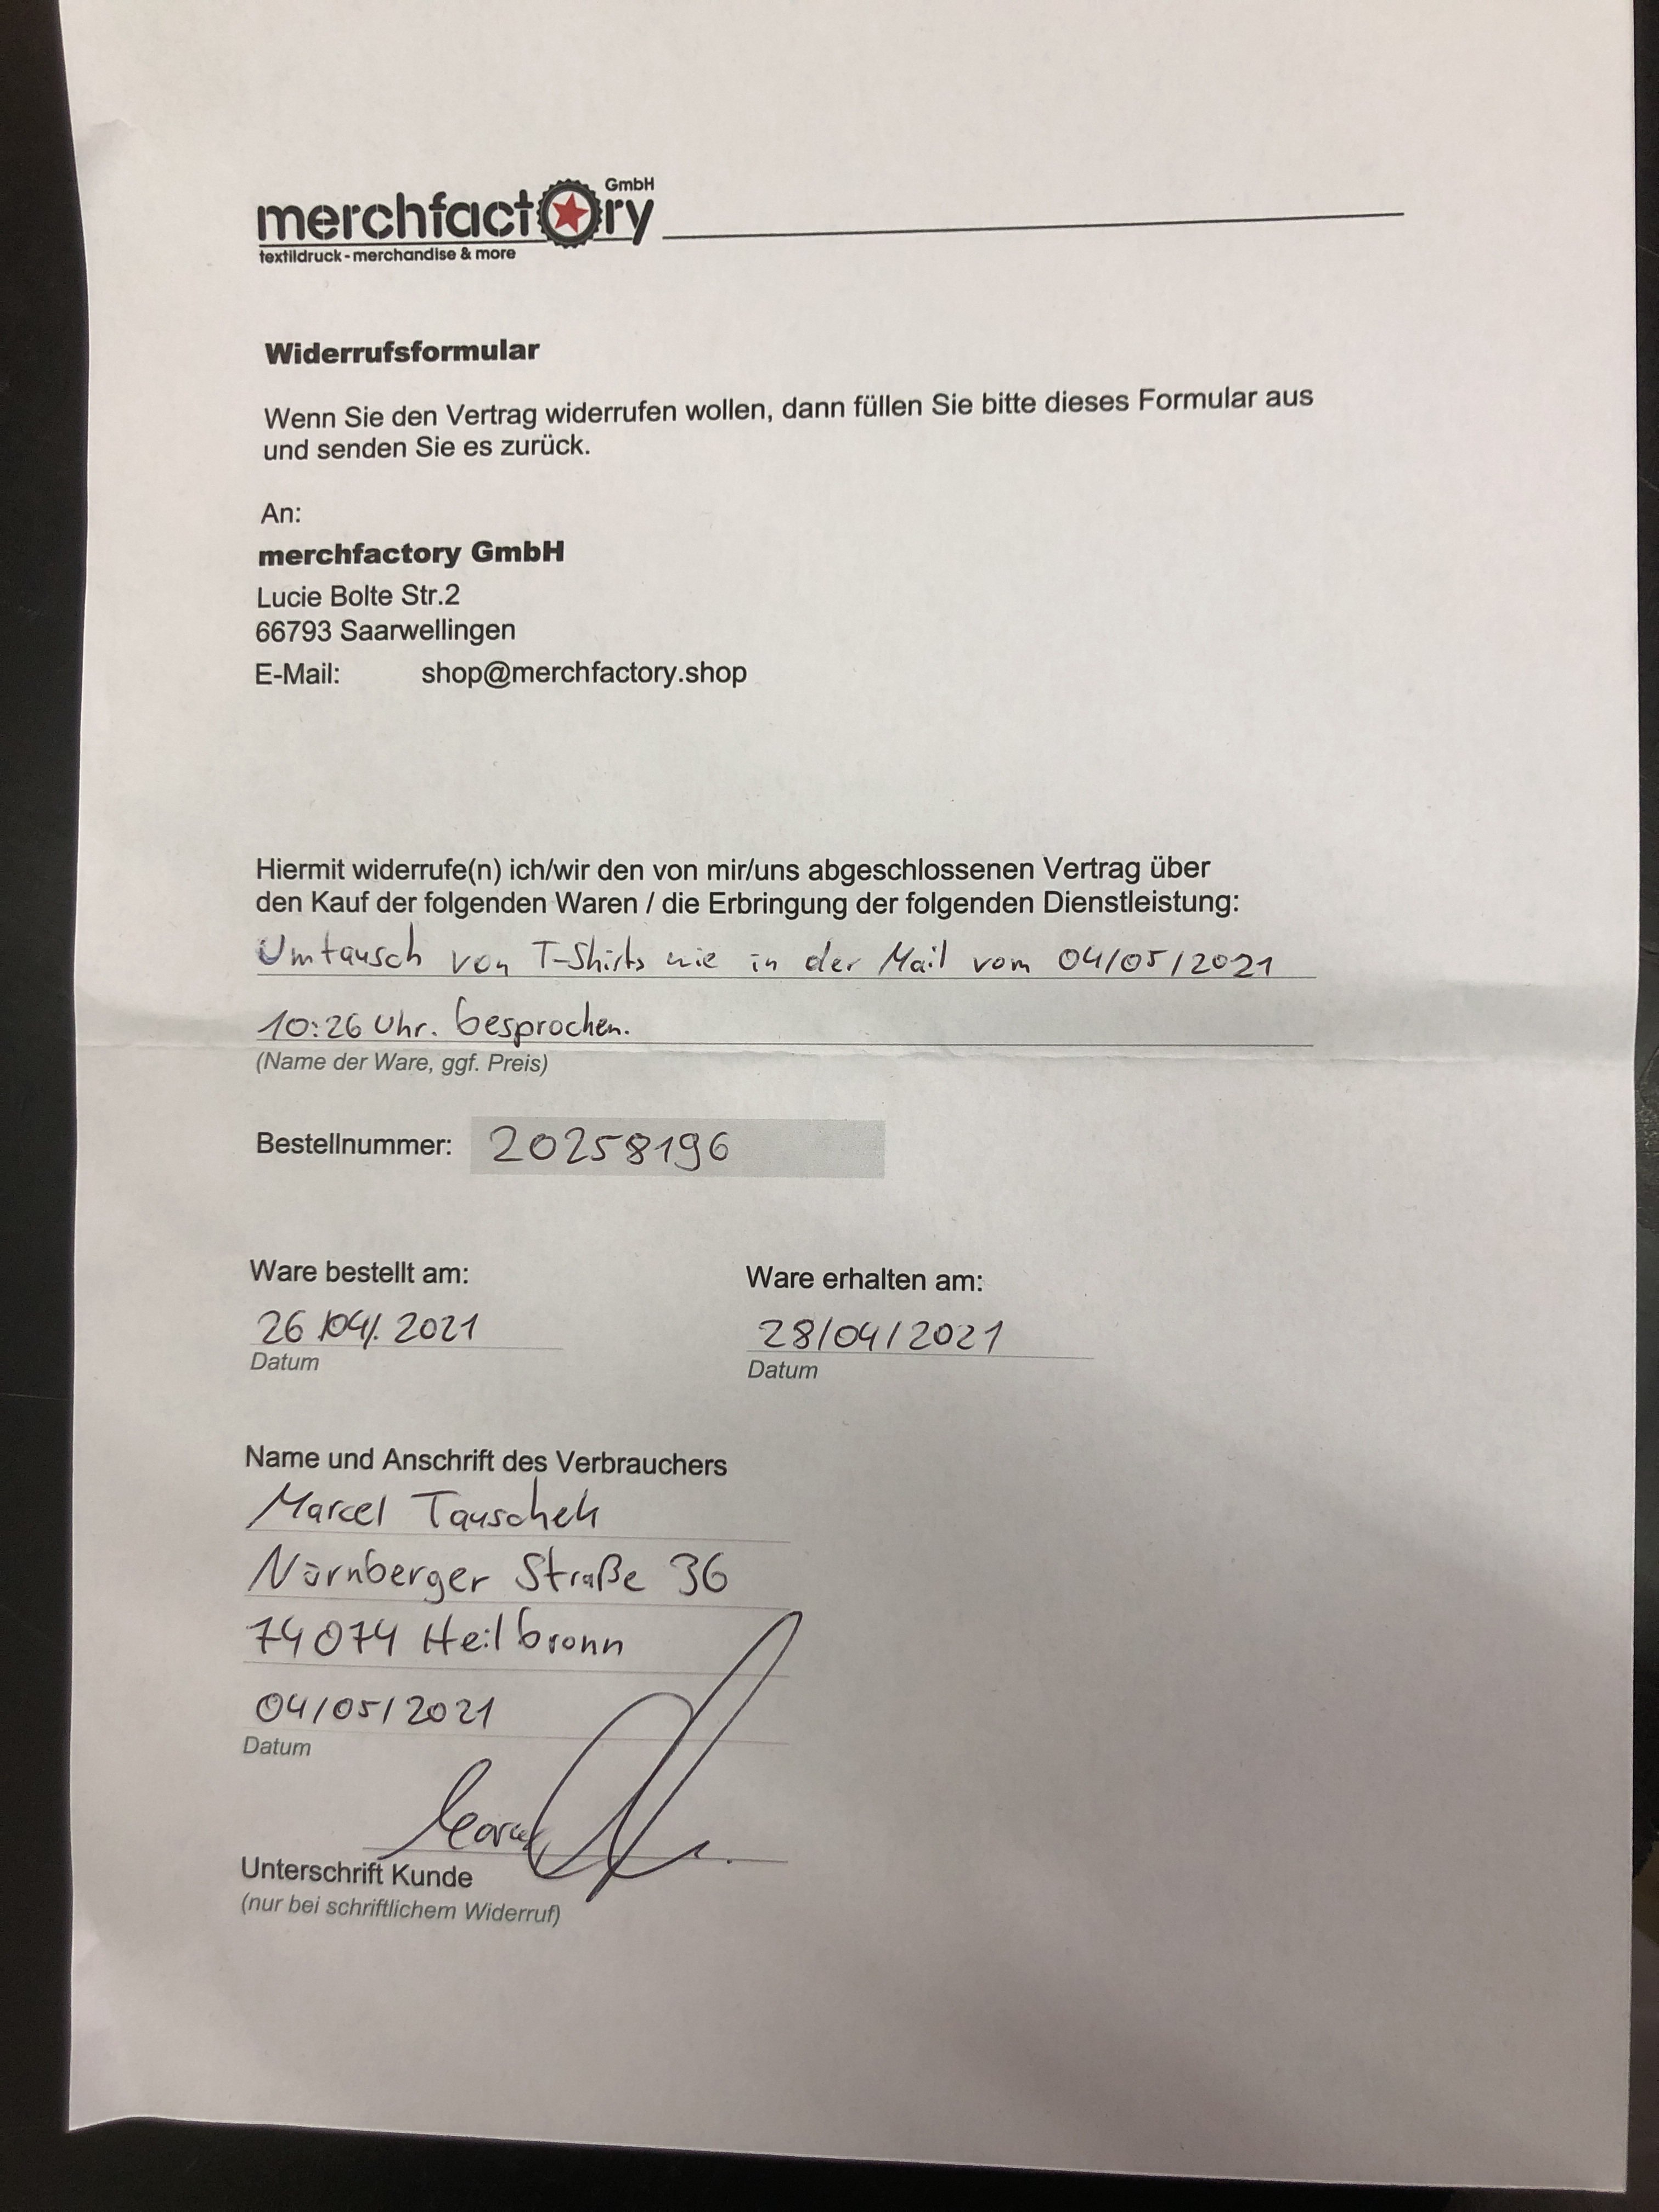 merchfactory GmbH
textildruck - merchandise & more
Widerrufsformular
Wenn Sie den Vertrag widerrufen wollen, dann füllen Sie bitte dieses Formular aus
und senden Sie es zurück.
An:
merchfactory GmbH
Lucie Bolte Str.2
66793 Saarwellingen
E-Mail: shop@merchfactory.shop
Hiermit widerrufe(n) ich/wir den von mir/uns abgeschlossenen Vertrag über
den Kauf der folgenden Waren / die Erbringung der folgenden Dienstleistung:
Umtausch von T-Shirts wie in der Mail vom 04/05/2021
10:26 Uhr. besprochen.
(Name der Ware, ggf. Preis)
Bestellnummer: 20258196
Ware bestellt am: Ware erhalten am:
26/04/.2021 28/04/2021
Datum Datum
Name und Anschrift des Verbrauchers
Marcel Tauschek
Nürnberger Straße 36
74074 Heilbronn
04/05/2021
Datum
Marcel
Unterschrift Kunde
(nur bei schriftlichem Widerruf)